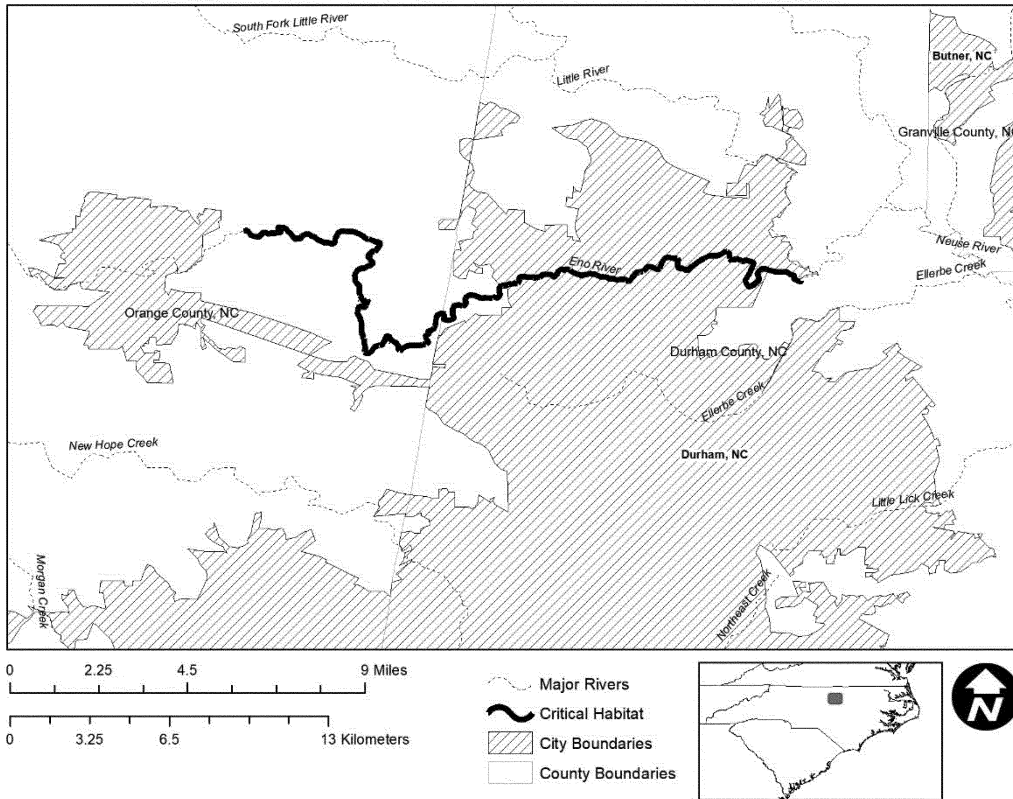 South Fork Little River
Little River
Butner, NC
Granville County, NC
Neuse River
Ellerbe Creek
Eno River
Orange County, NC
Durham County, NC
Ellerbe Creek
New Hope Creek
Durham, NC
Little Lick Creek
Morgan Creek
Northeast Creek
0 2.25 4.5 9 Miles
0 3.25 6.5 13 Kilometers
Major Rivers
Critical Habitat
City Boundaries
County Boundaries
N